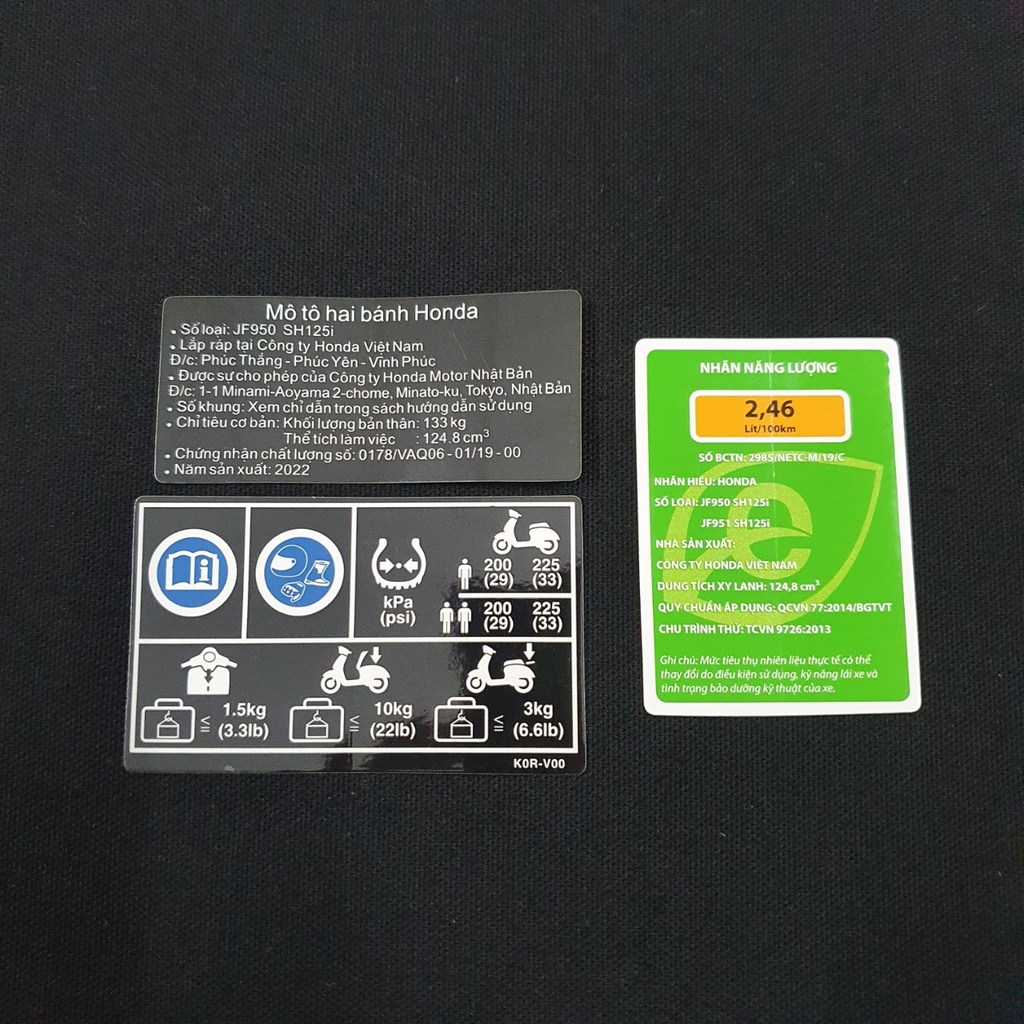 Mô tô hai bánh Honda
• Số loại: JF950 SH125i
• Lắp ráp tại Công ty Honda Việt Nam
Đ/c: Phúc Thắng - Phúc Yên - Vĩnh Phúc
• Được sự cho phép của Công ty Honda Motor Nhật Bản
Đ/c: 1-1 Minami-Aoyama 2-chome, Minato-ku, Tokyo, Nhật Bản
• Số khung: Xem chỉ dẫn trong sách hướng dẫn sử dụng
• Chỉ tiêu cơ bản: Khối lượng bản thân: 133 kg
Thể tích làm việc : 124.8 cm³
• Chứng nhận chất lượng số: 0178/VAQ06 - 01/19 - 00
• Năm sản xuất: 2022
kPa
(psi)
200 225
(29) (33)
200 225
(29) (33)
≤ 1.5kg
(3.3lb)
≤ 10kg
(22lb)
≤ 3kg
(6.6lb)
K0R-V00
NHÃN NĂNG LƯỢNG
2,46
Lít/100km
SỐ BCTN: 2985/NETC-M/19/C
NHÃN HIỆU: HONDA
SỐ LOẠI: JF950 SH125i
JF951 SH125i
NHÀ SẢN XUẤT:
CÔNG TY HONDA VIỆT NAM
DUNG TÍCH XY LANH: 124,8 cm³
QUY CHUẨN ÁP DỤNG: QCVN 77:2014/BGTVT
CHU TRÌNH THỬ: TCVN 9726:2013
Ghi chú: Mức tiêu thụ nhiên liệu thực tế có thể
thay đổi do điều kiện sử dụng, kỹ năng lái xe và
tình trạng bảo dưỡng kỹ thuật của xe.